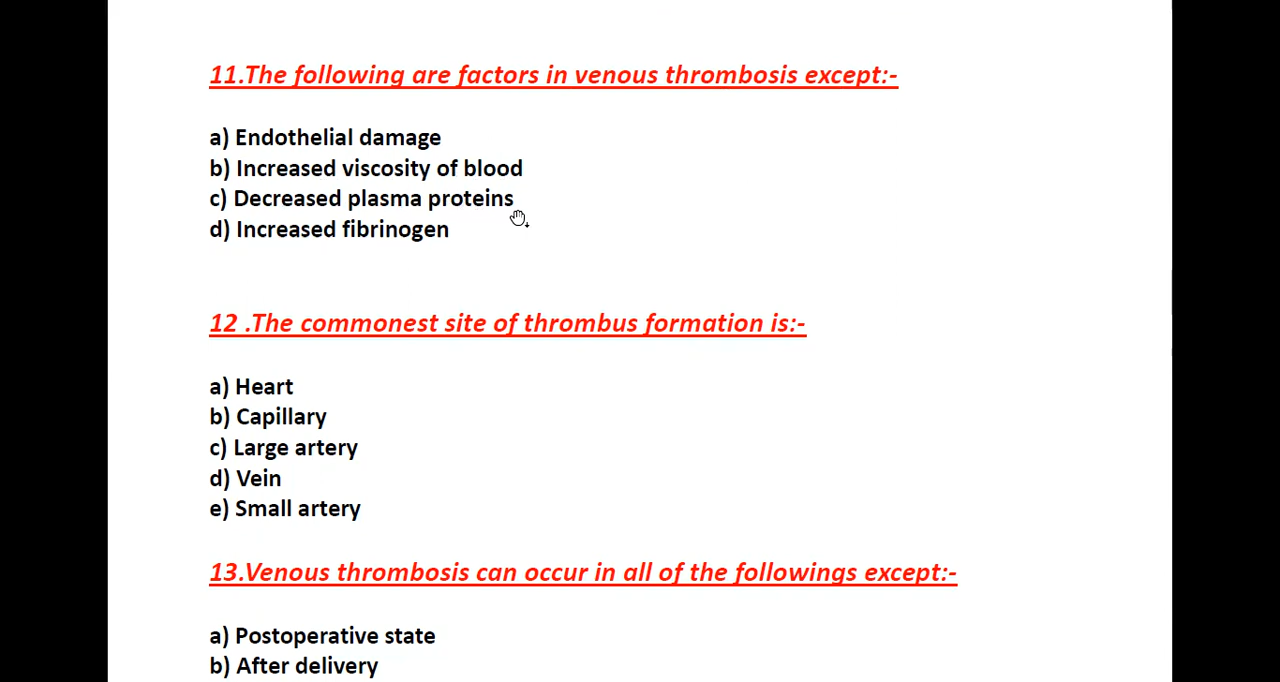 11.The following are factors in venous thrombosis except:-
a) Endothelial damage
b) Increased viscosity of blood
c) Decreased plasma proteins
d) Increased fibrinogen
12 .The commonest site of thrombus formation is:-
a) Heart
b) Capillary
c) Large artery
d) Vein
e) Small artery
13.Venous thrombosis can occur in all of the followings except:-
a) Postoperative state
b) After delivery